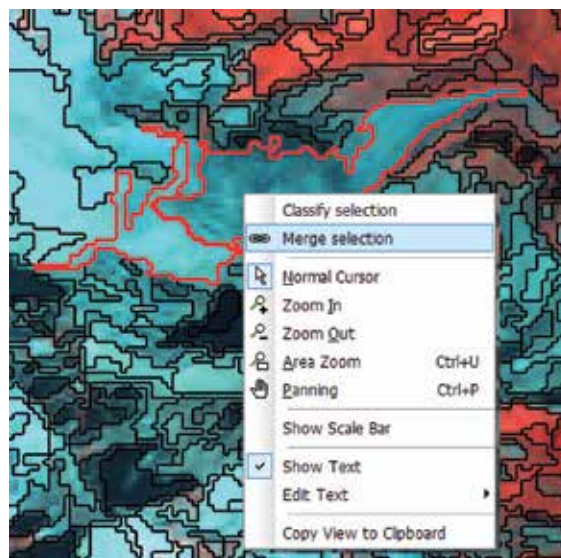 Classify selection
Merge selection
Normal Cursor
Zoom In
Zoom Out
Area Zoom Ctrl+U
Panning Ctrl+P
Show Scale Bar
Show Text
Edit Text
Copy View to Clipboard